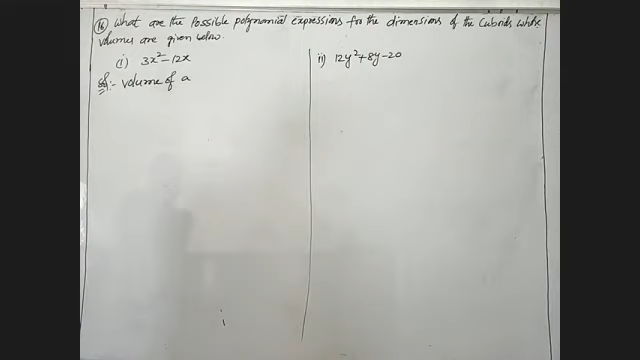 (16) What are the Possible polynomial expressions for the dimensions of the Cuboids whose
volumes are given below.
(i) 3x²-12x
ii) 12y²+8y-20
Sol:- Volume of a